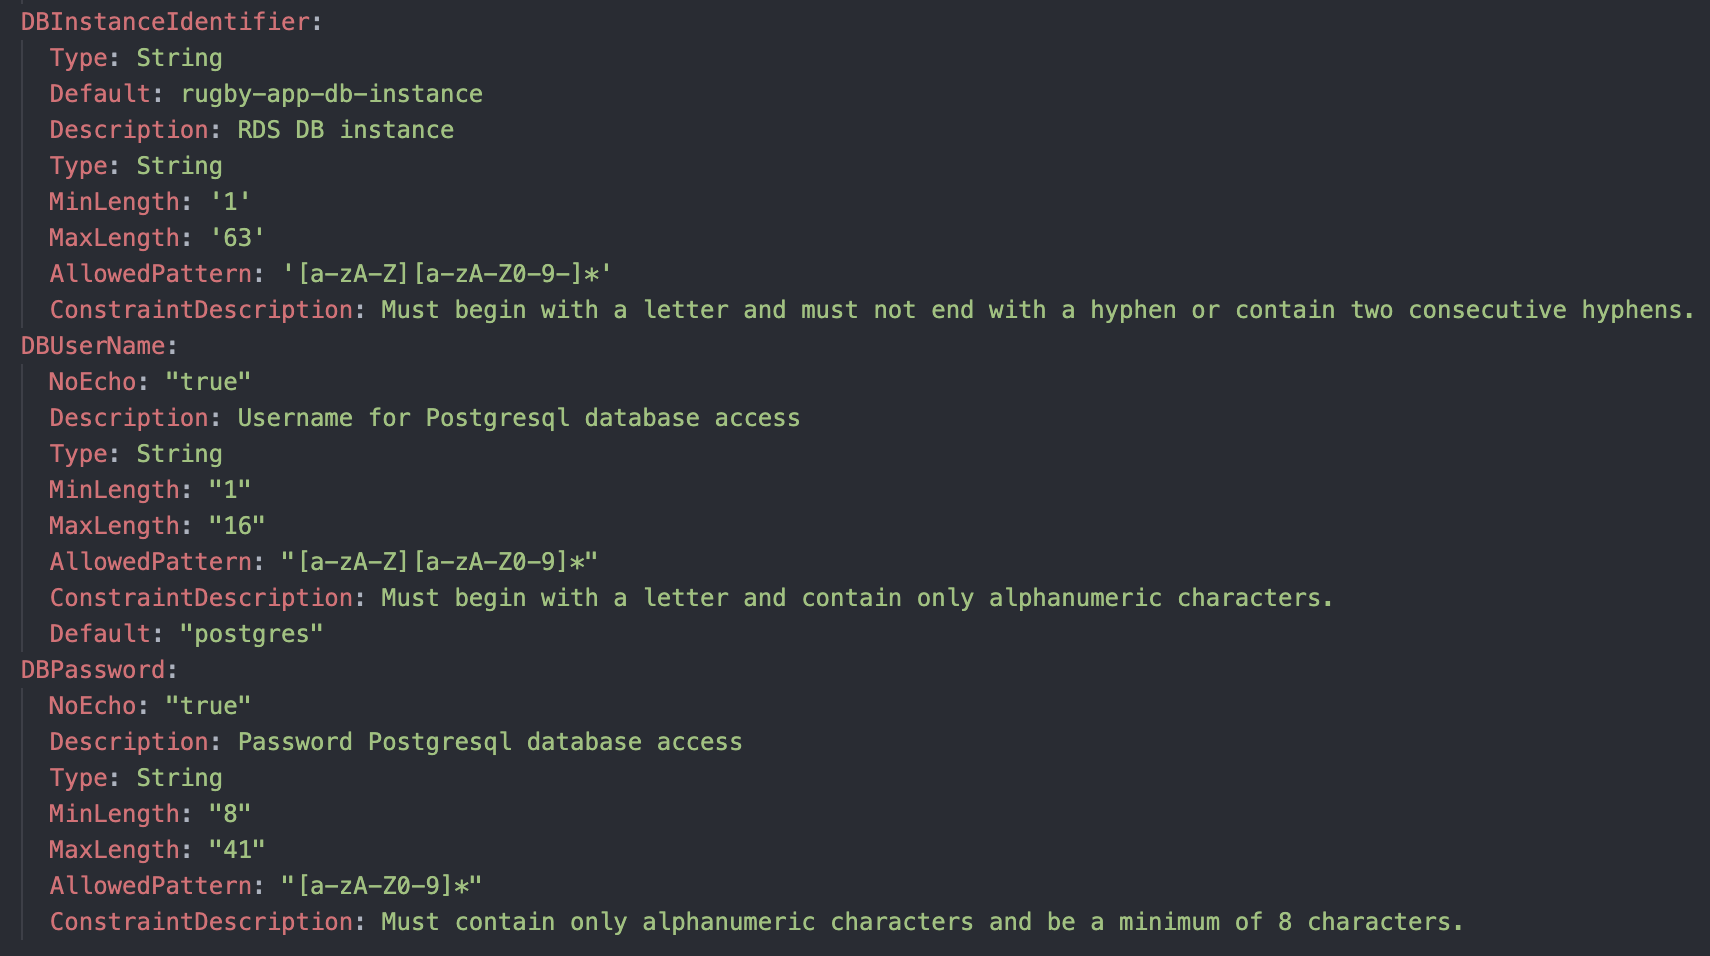 DBInstanceIdentifier:
  Type: String
  Default: rugby-app-db-instance
  Description: RDS DB instance
  Type: String
  MinLength: '1'
  MaxLength: '63'
  AllowedPattern: '[a-zA-Z][a-zA-Z0-9-]*'
  ConstraintDescription: Must begin with a letter and must not end with a hyphen or contain two consecutive hyphens.
DBUserName:
  NoEcho: "true"
  Description: Username for Postgresql database access
  Type: String
  MinLength: "1"
  MaxLength: "16"
  AllowedPattern: "[a-zA-Z][a-zA-Z0-9]*"
  ConstraintDescription: Must begin with a letter and contain only alphanumeric characters.
  Default: "postgres"
DBPassword:
  NoEcho: "true"
  Description: Password Postgresql database access
  Type: String
  MinLength: "8"
  MaxLength: "41"
  AllowedPattern: "[a-zA-Z0-9]*"
  ConstraintDescription: Must contain only alphanumeric characters and be a minimum of 8 characters.